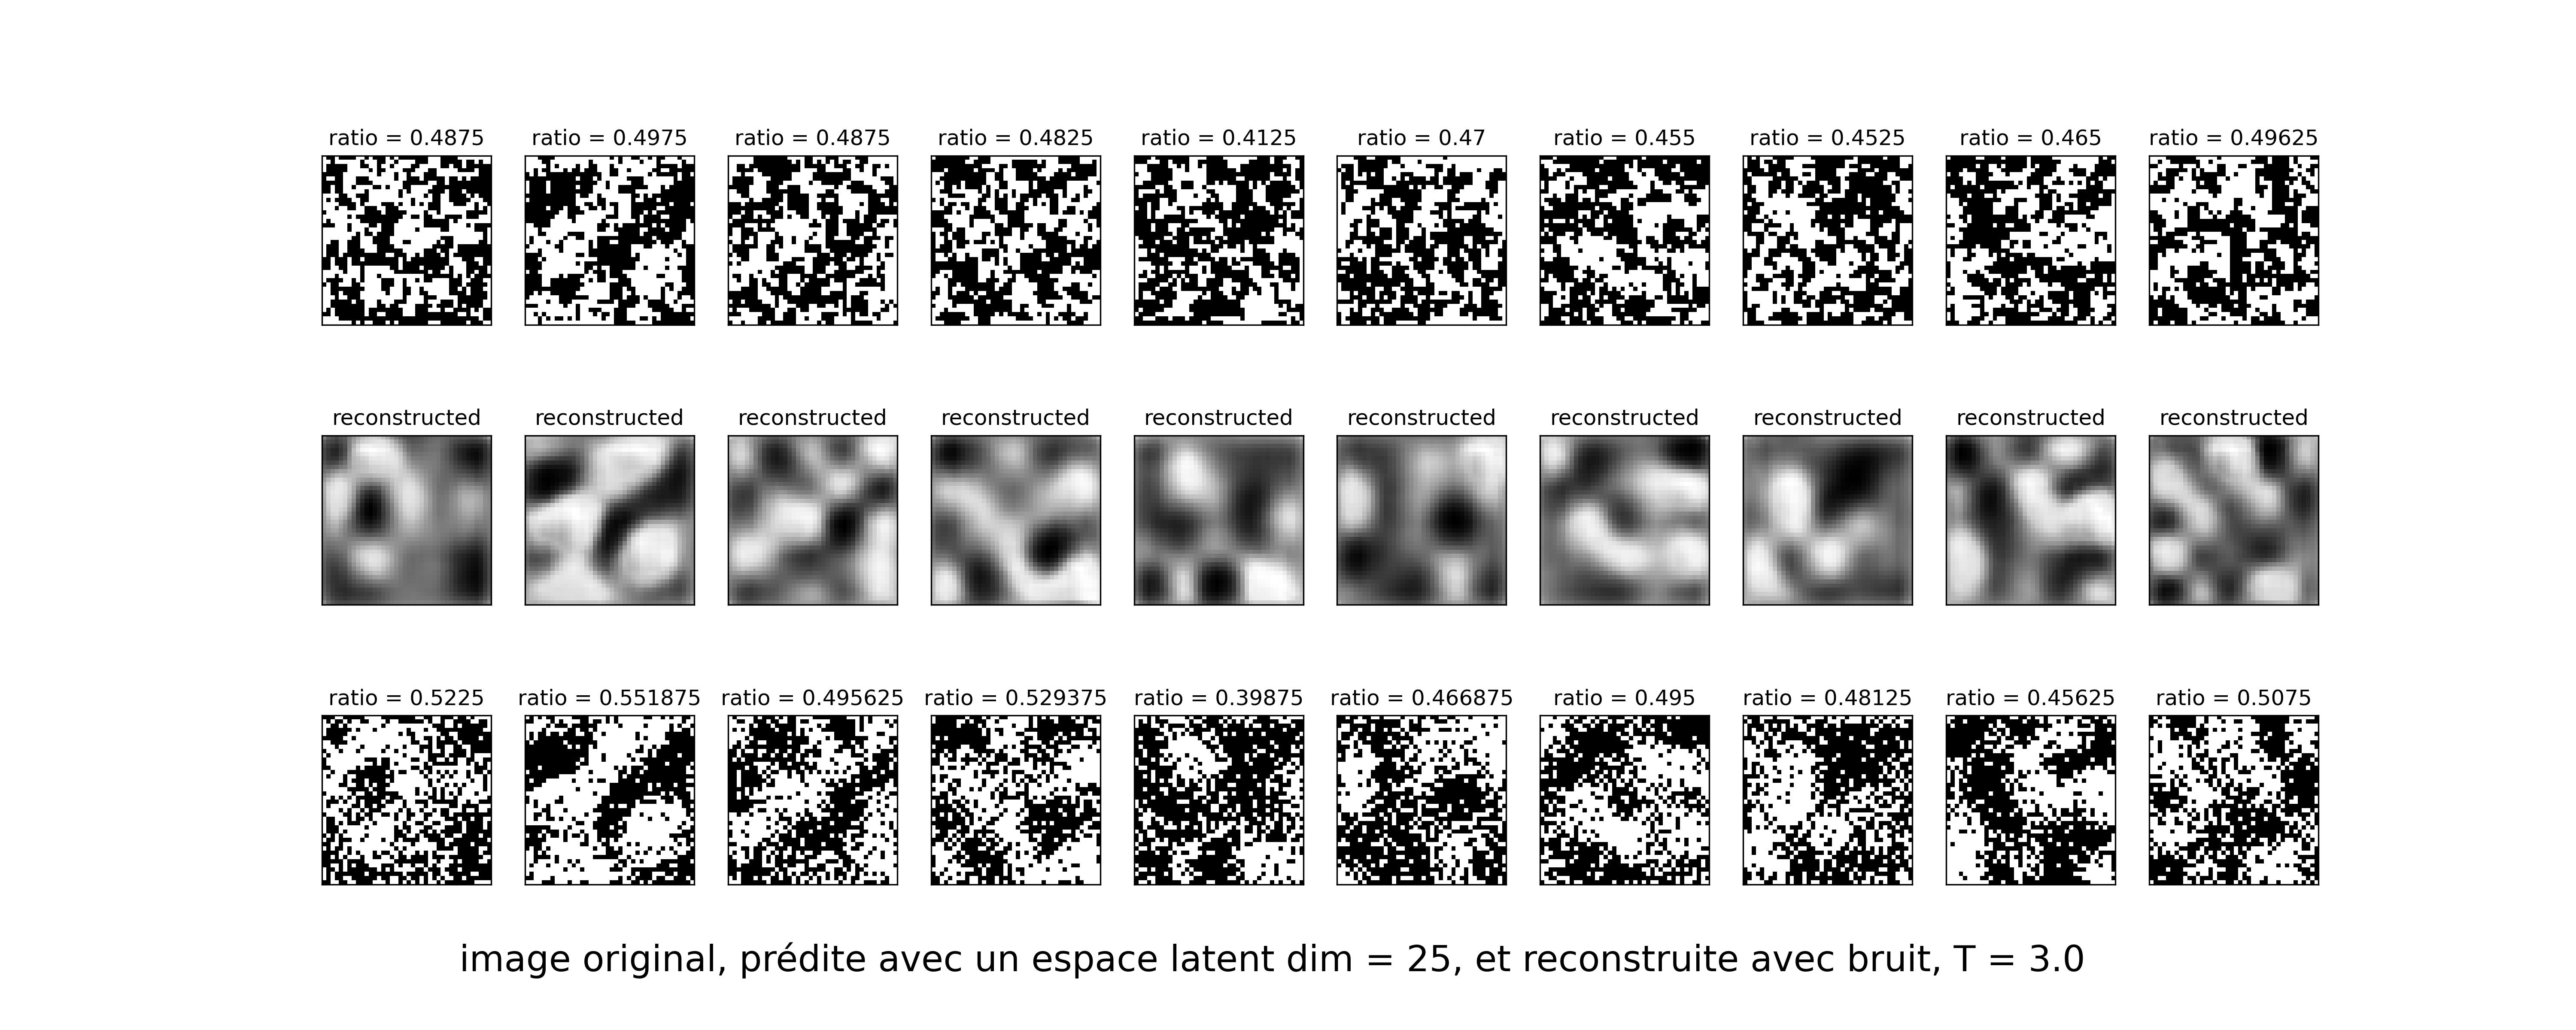 ratio = 0.4875 ratio = 0.4975 ratio = 0.4875 ratio = 0.4825 ratio = 0.4125 ratio = 0.47 ratio = 0.455 ratio = 0.4525 ratio = 0.465 ratio = 0.49625
reconstructed reconstructed reconstructed reconstructed reconstructed reconstructed reconstructed reconstructed reconstructed reconstructed
ratio = 0.5225 ratio = 0.551875 ratio = 0.495625 ratio = 0.529375 ratio = 0.39875 ratio = 0.466875 ratio = 0.495 ratio = 0.48125 ratio = 0.45625 ratio = 0.5075
image original, prédite avec un espace latent dim = 25, et reconstruite avec bruit, T = 3.0